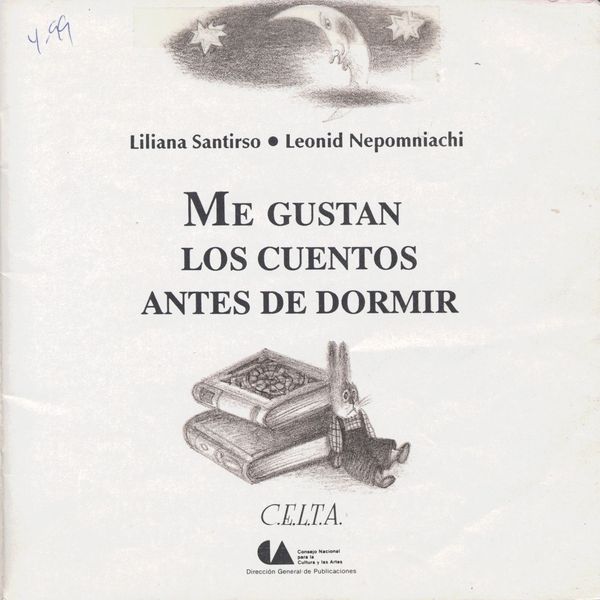 4.99
Liliana Santirso • Leonid Nepomniachi
ME GUSTAN
LOS CUENTOS
ANTES DE DORMIR
C.E.L.T.A.
CA
Consejo Nacional
para la
Cultura y las Artes
Dirección General de Publicaciones